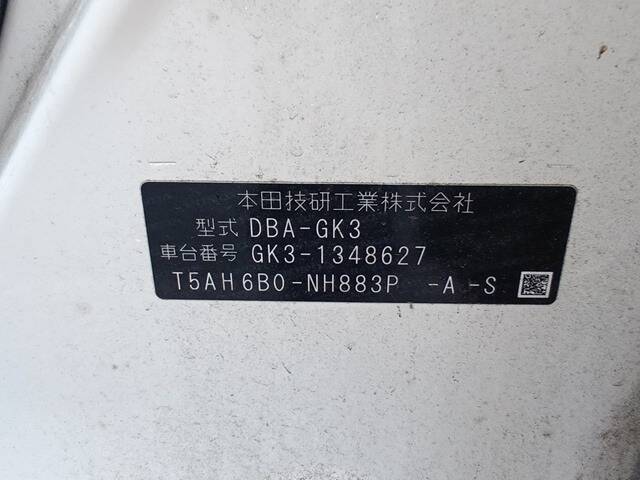 本田技研工業株式会社
型式 DBA-GK3
車台番号 GK3-1348627
T5AH6B0-NH883P -A-S